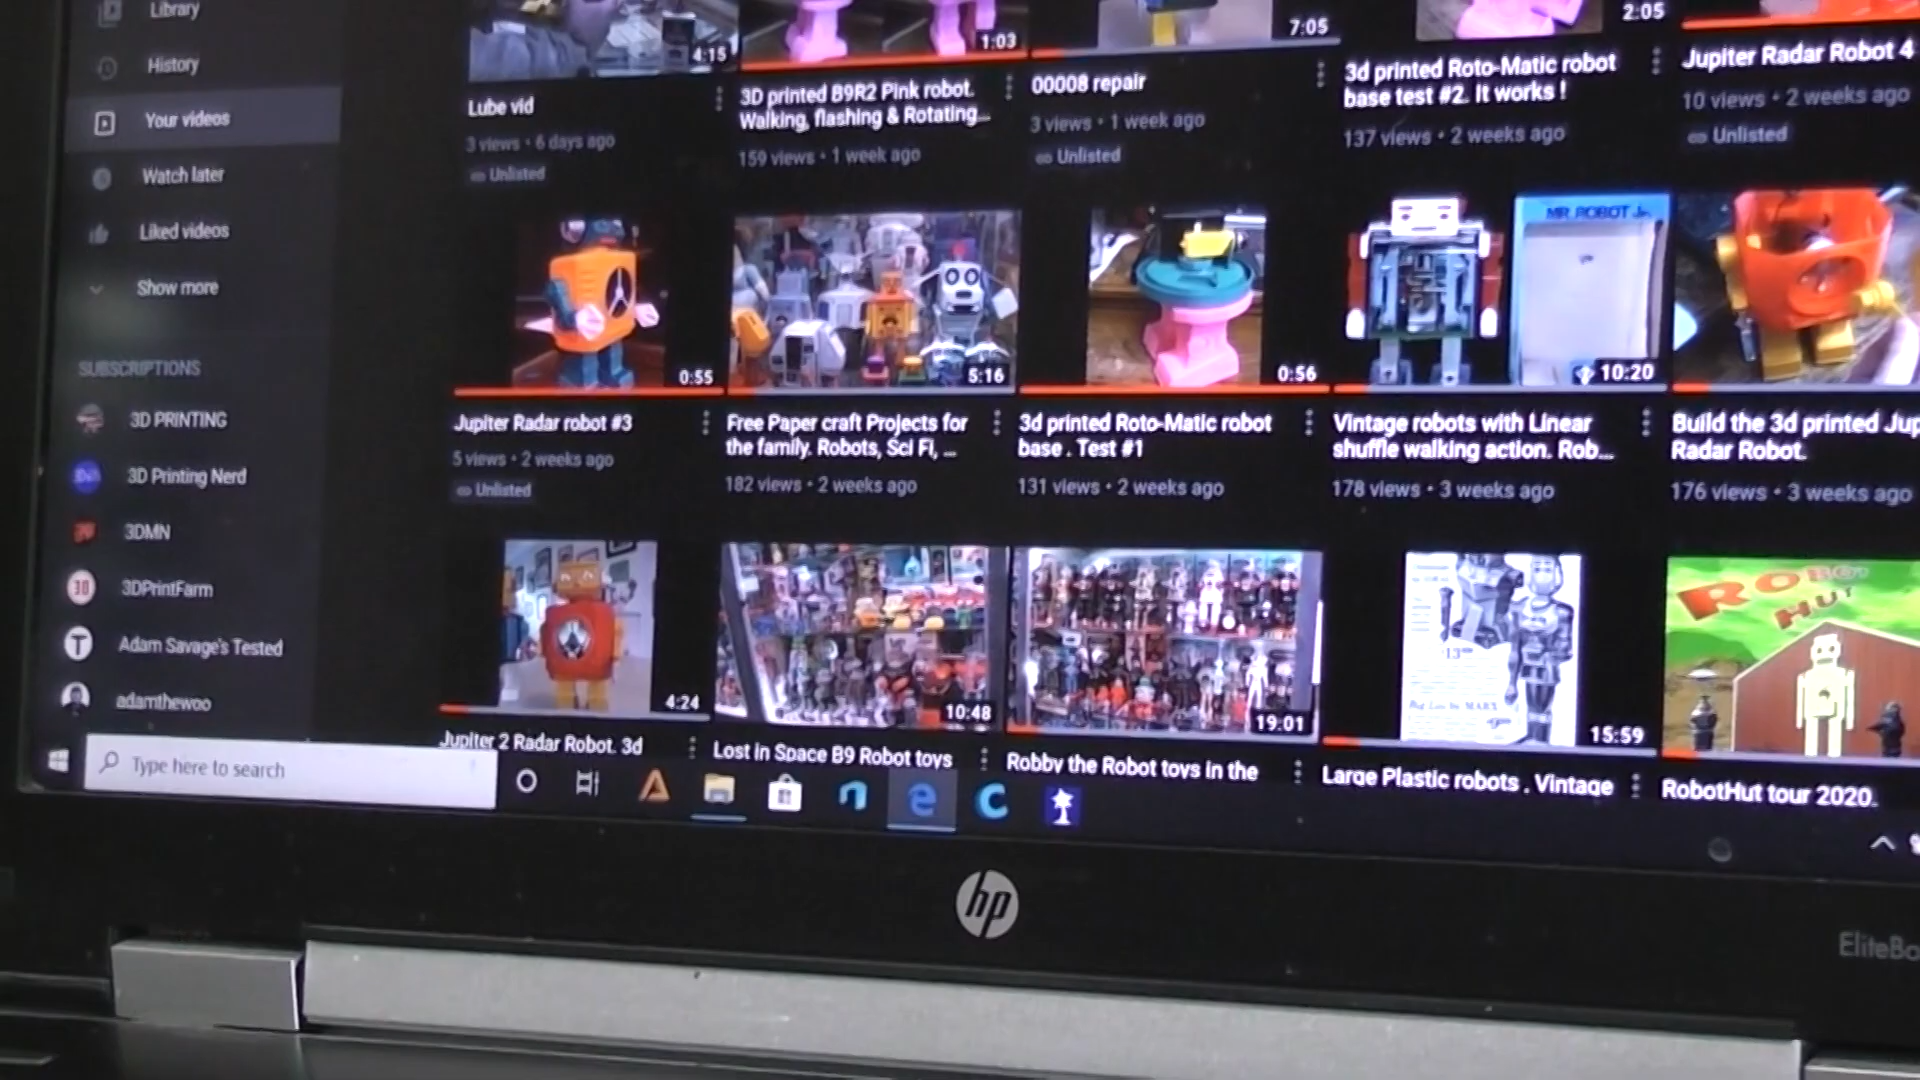 Library
History
Your videos
Watch later
Liked videos
Show more
SUBSCRIPTIONS
3D PRINTING
3D Printing Nerd
3DMN
3DPrintFarm
Adam Savage's Tested
adamthewoo
4:15
Lube vid
3 views • 6 days ago
Unlisted
1:03
3D printed B9R2 Pink robot.
Walking, flashing & Rotating...
159 views • 1 week ago
7:05
00008 repair
3 views • 1 week ago
Unlisted
2:05
3d printed Roto-Matic robot
base test #2. It works !
137 views • 2 weeks ago
Jupiter Radar Robot 4
10 views • 2 weeks ago
Unlisted
0:55
Jupiter Radar robot #3
5 views • 2 weeks ago
Unlisted
5:16
Free Paper craft Projects for
the family. Robots, Sci Fi, ...
182 views • 2 weeks ago
0:56
3d printed Roto-Matic robot
base . Test #1
131 views • 2 weeks ago
MR. ROBOT Jr.
10:20
Vintage robots with Linear
shuffle walking action. Rob...
178 views • 3 weeks ago
Build the 3d printed Jup
Radar Robot.
176 views • 3 weeks ago
4:24
Jupiter 2 Radar Robot. 3d
10:48
Lost in Space B9 Robot toys
19:01
Robby the Robot toys in the
15:59
Large Plastic robots . Vintage
ROBOT
HUT
RobotHut tour 2020.
Type here to search
hp
EliteBo